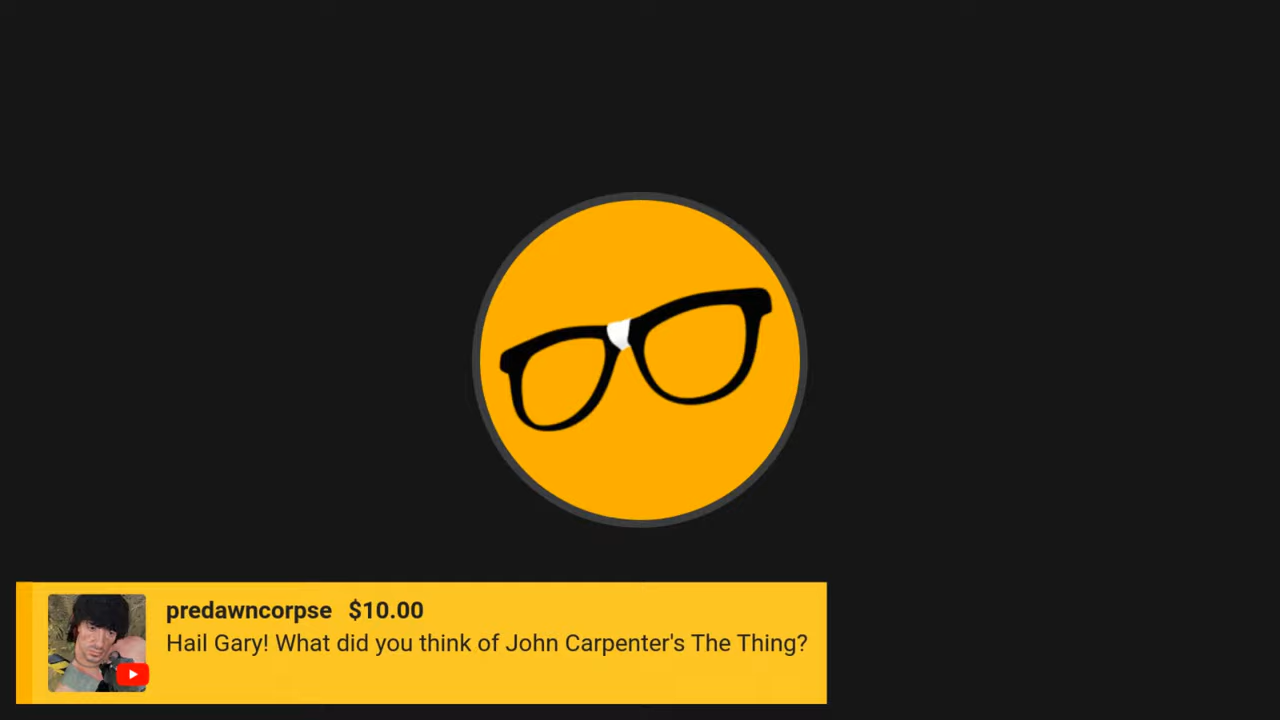 predawncorpse $10.00
Hail Gary! What did you think of John Carpenter's The Thing?